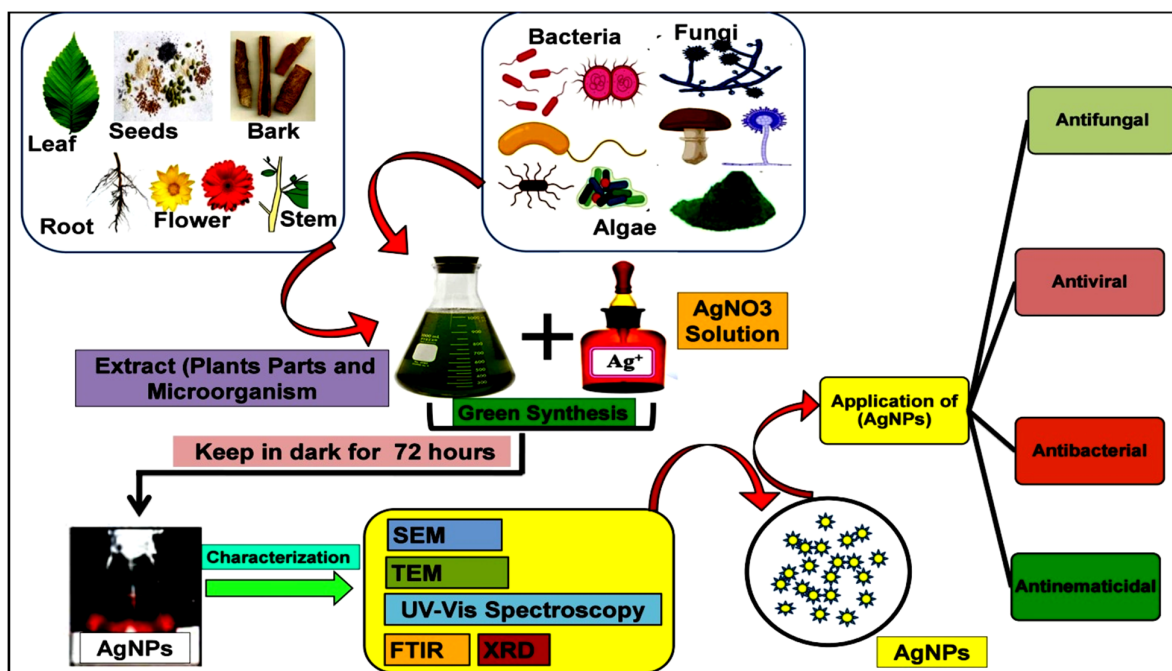 Leaf
Seeds
Bark
Root
Flower
Stem
Bacteria
Fungi
Algae
AgNO3
Solution
Ag⁺
Extract (Plants Parts and
Microorganism
Green Synthesis
Keep in dark for 72 hours
AgNPs
Characterization
SEM
TEM
UV-Vis Spectroscopy
FTIR
XRD
AgNPs
Application of
(AgNPs)
Antifungal
Antiviral
Antibacterial
Antinematicidal